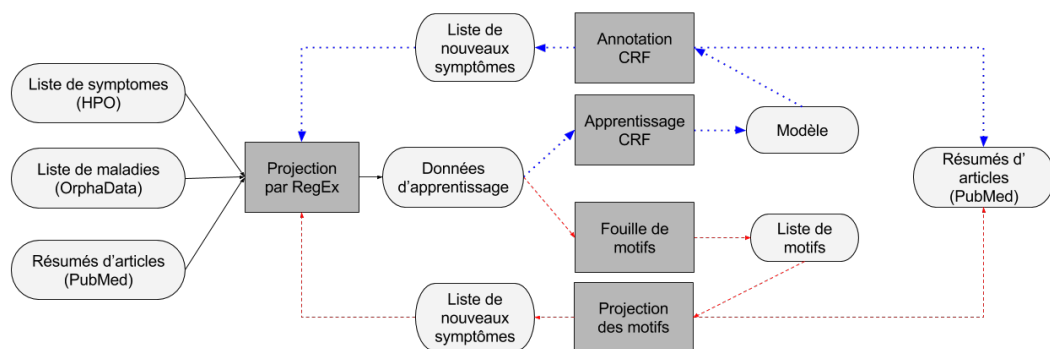 Liste de
nouveaux
symptômes
Annotation
CRF
Liste de symptomes
(HPO)
Apprentissage
CRF
Modèle
Liste de maladies
(OrphaData)
Projection
par RegEx
Données
d'apprentissage
Résumés d'
articles
(PubMed)
Résumés d'articles
(PubMed)
Fouille de
motifs
Liste de
motifs
Liste de
nouveaux
symptômes
Projection
des motifs